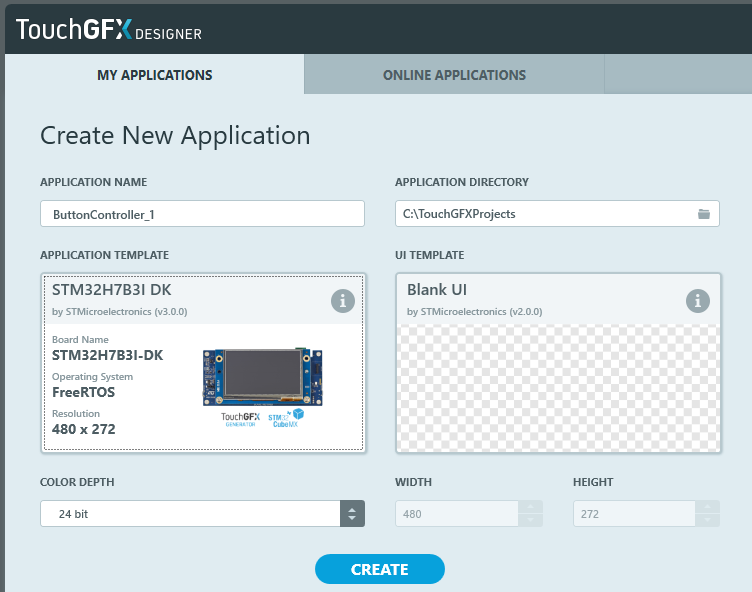 TouchGFX DESIGNER
MY APPLICATIONS
ONLINE APPLICATIONS
Create New Application
APPLICATION NAME
APPLICATION DIRECTORY
ButtonController_1
C:\TouchGFXProjects
APPLICATION TEMPLATE
UI TEMPLATE
STM32H7B3I DK
by STMicroelectronics (v3.0.0)
Board Name
STM32H7B3I-DK
Operating System
FreeRTOS
Resolution
480 x 272
TouchGFX
GENERATOR
STM32
CubeMX
Blank UI
by STMicroelectronics (v2.0.0)
COLOR DEPTH
WIDTH
HEIGHT
24 bit
480
272
CREATE